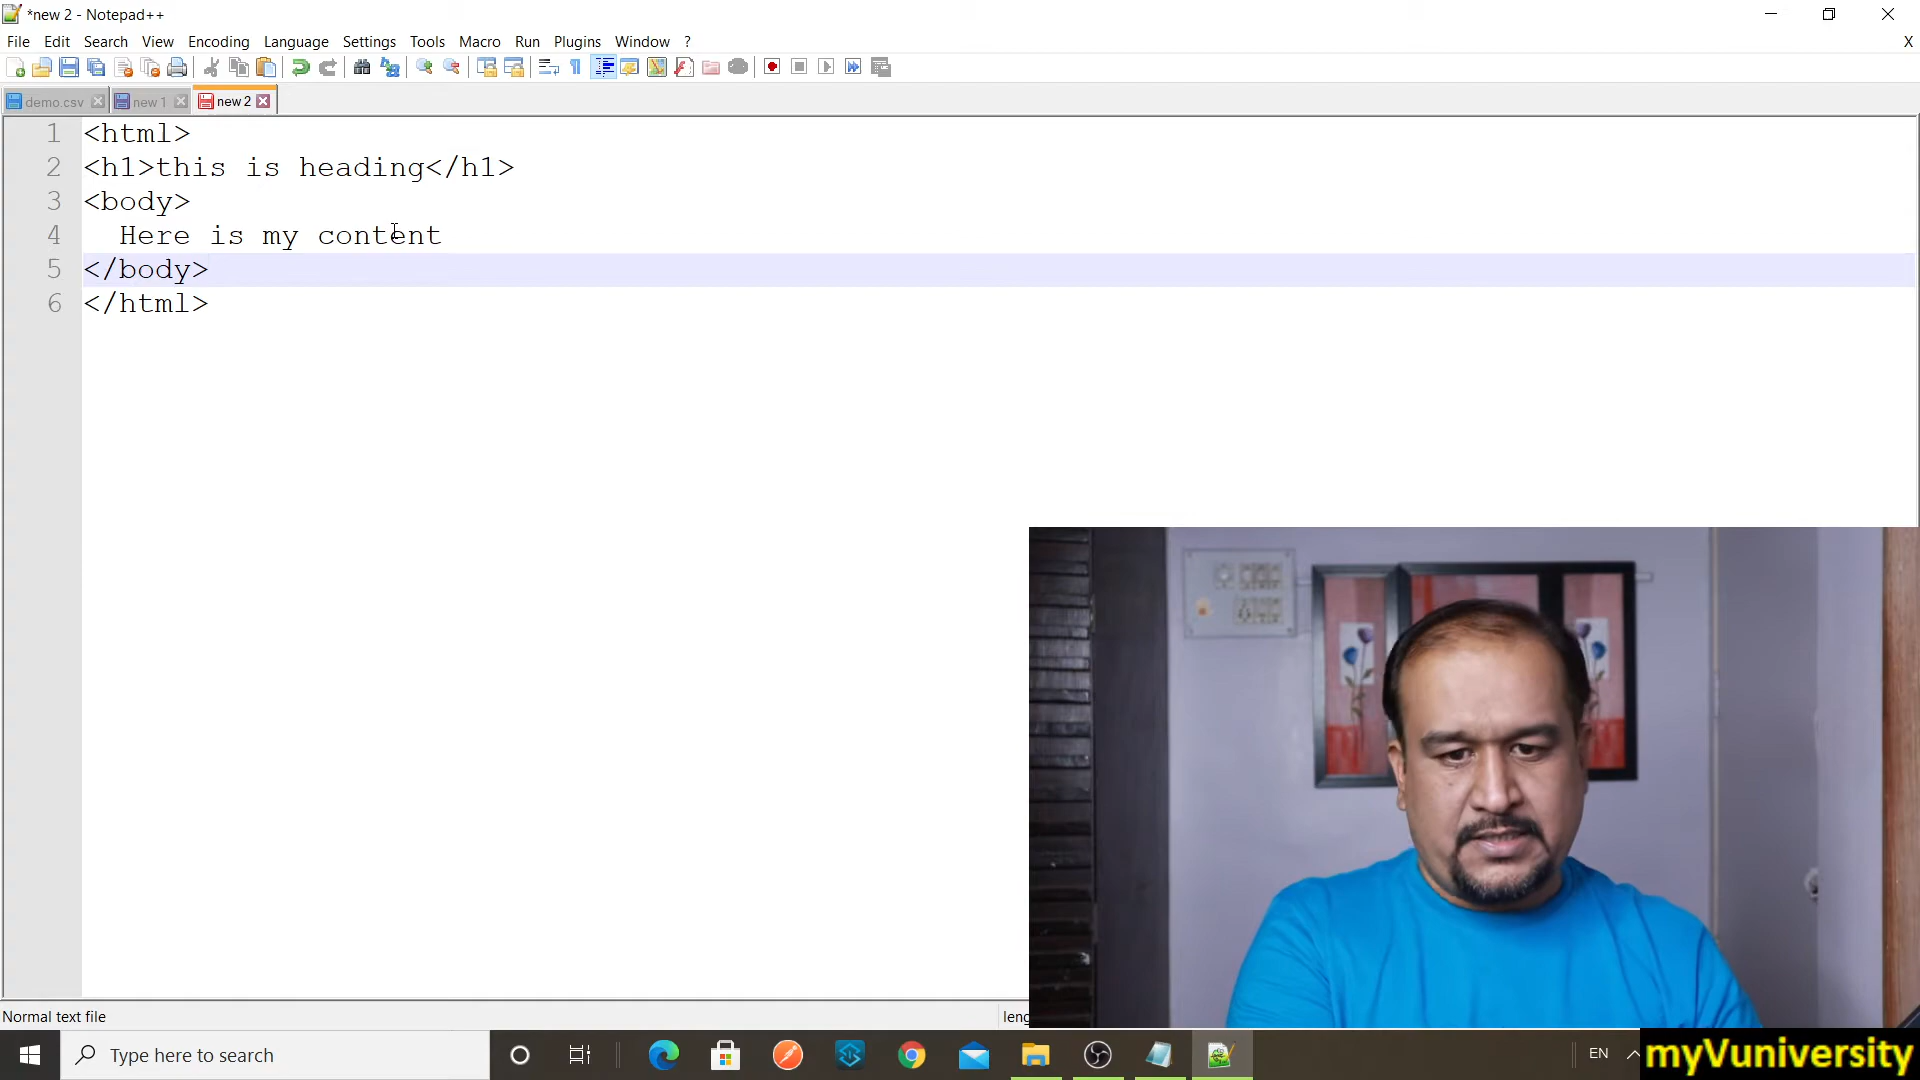 *new 2 - Notepad++
File Edit Search View Encoding Language Settings Tools Macro Run Plugins Window ?
X
demo.csv new 1 new 2
1 <html>
2 <h1>this is heading</h1>
3 <body>
4 Here is my content
5 </body>
6 </html>
Normal text file
leng
Type here to search
EN
myVuniversity